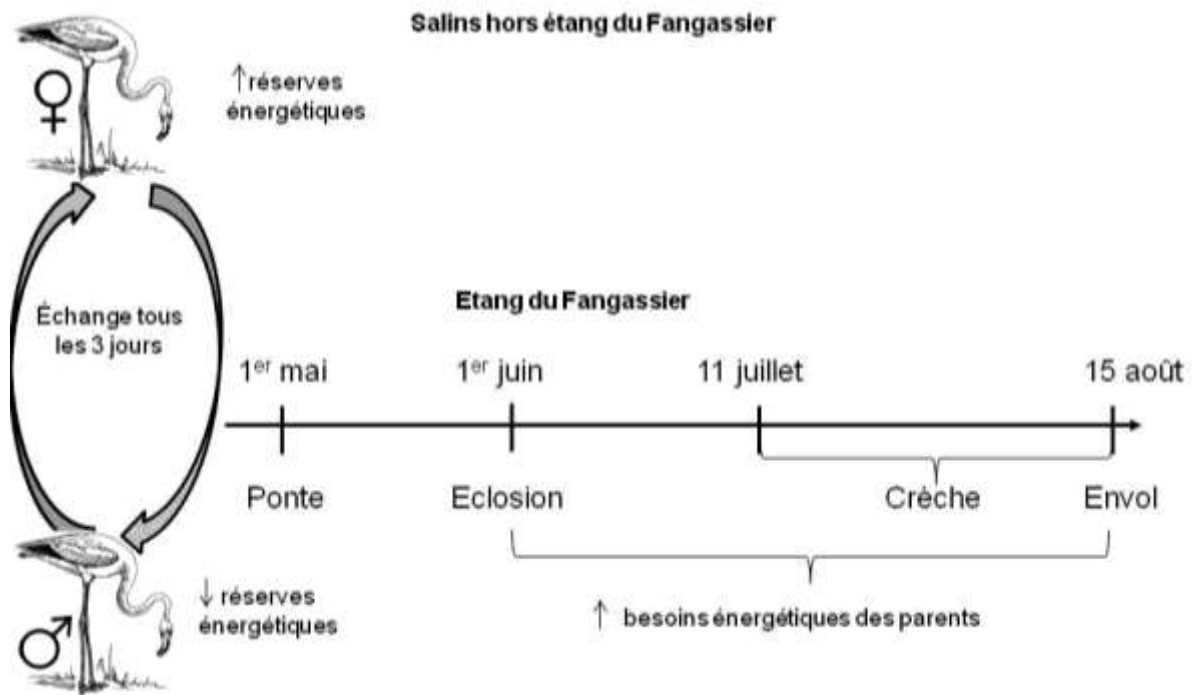 Salins hors étang du Fangassier
♀
↑réserves
énergétiques
Échange tous
les 3 jours
Etang du Fangassier
1er mai
1er juin
11 juillet
15 août
Ponte
Eclosion
Crèche
Envol
♂
↓ réserves
énergétiques
↑ besoins énergétiques des parents